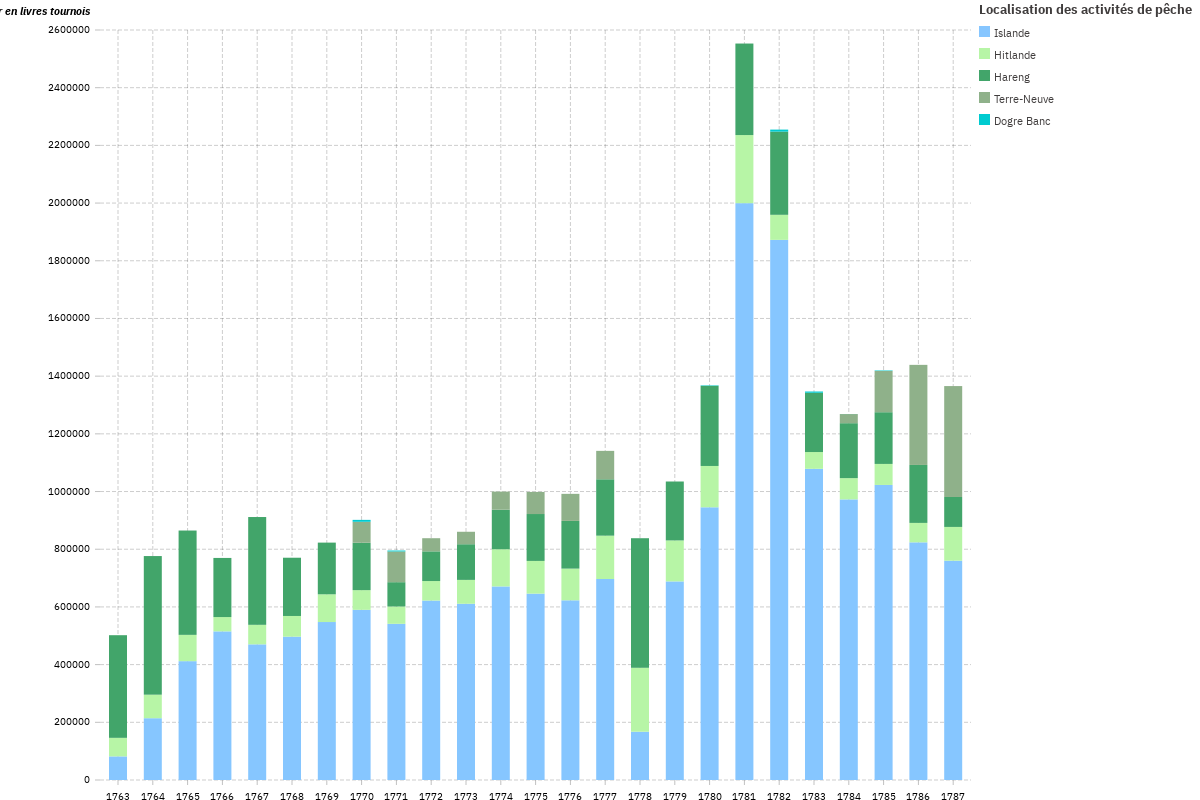 r en livres tournois
Localisation des activités de pêche
Islande
Hitlande
Hareng
Terre-Neuve
Dogre Banc
2600000
2400000
2200000
2000000
1800000
1600000
1400000
1200000
1000000
800000
600000
400000
200000
0
1763 1764 1765 1766 1767 1768 1769 1770 1771 1772 1773 1774 1775 1776 1777 1778 1779 1780 1781 1782 1783 1784 1785 1786 1787